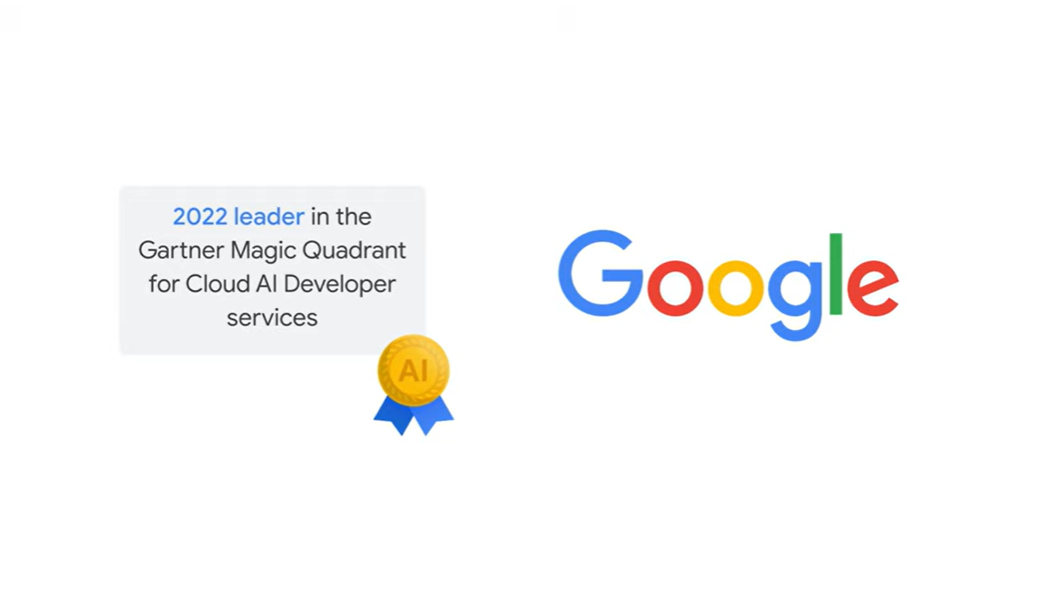 2022 leader in the
Gartner Magic Quadrant
for Cloud AI Developer
services
AI
Google